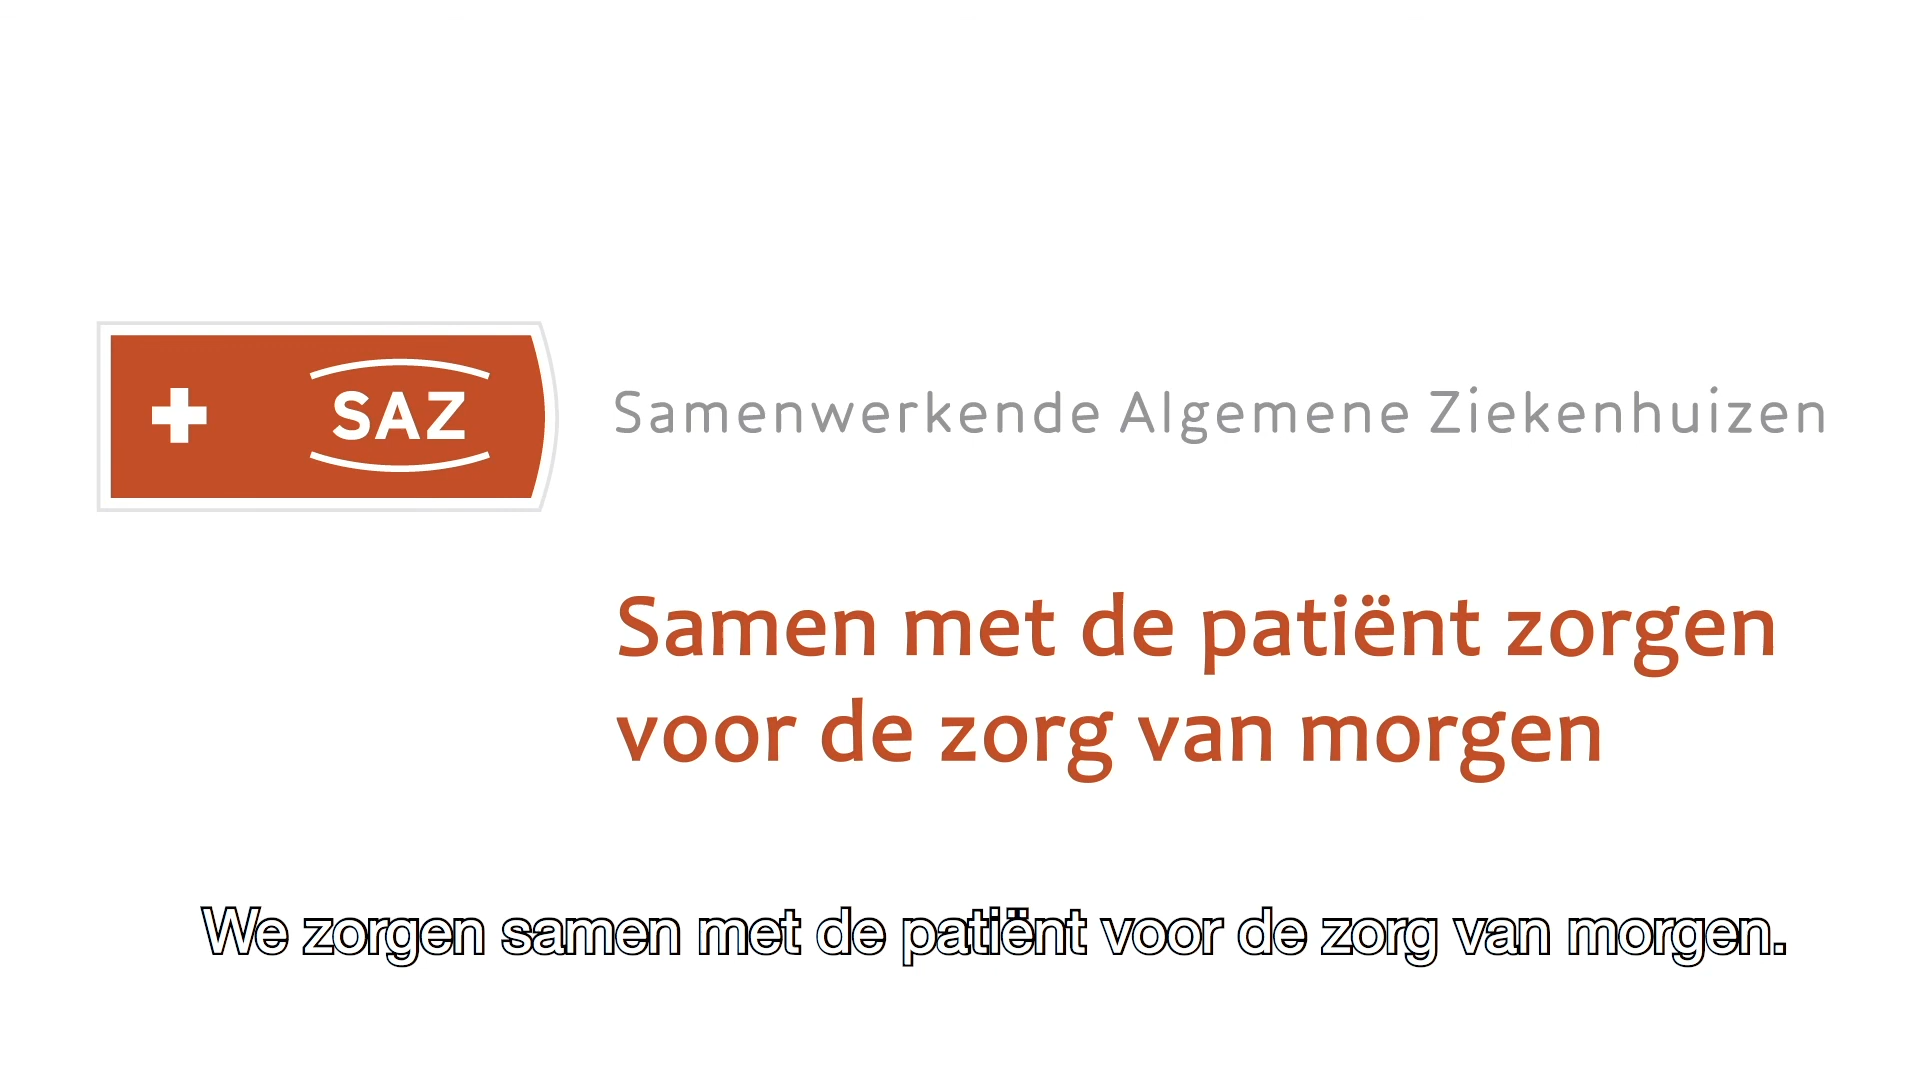 SAZ
Samenwerkende Algemene Ziekenhuizen
Samen met de patiënt zorgen
voor de zorg van morgen
We zorgen samen met de patiënt voor de zorg van morgen.